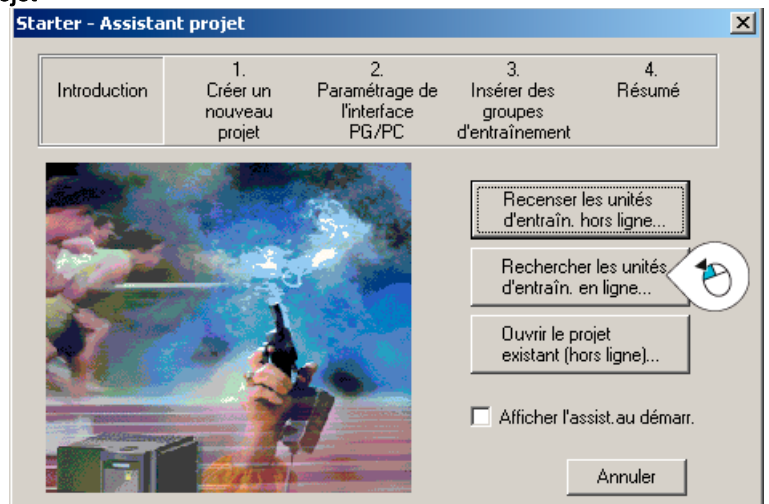 ojet
Starter - Assistant projet
Introduction
1.
Créer un
nouveau
projet
2.
Paramétrage de
l'interface
PG/PC
3.
Insérer des
groupes
d'entraînement
4.
Résumé
Recenser les unités
d'entraîn. hors ligne...
Rechercher les unités
d'entraîn. en ligne...
Ouvrir le projet
existant (hors ligne)...
Afficher l'assist.au démarr.
Annuler